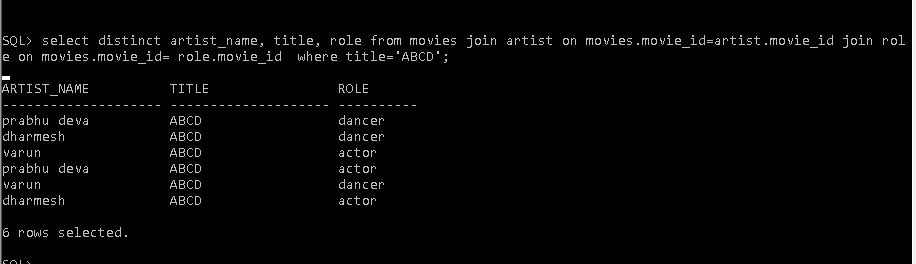 SQL> select distinct artist_name, title, role from movies join artist on movies.movie_id=artist.movie_id join rol
e on movies.movie_id= role.movie_id  where title='ABCD';
ARTIST_NAME          TITLE                ROLE
-------------------- -------------------- ----------
prabhu deva          ABCD                 dancer
dharmesh             ABCD                 dancer
varun                ABCD                 actor
prabhu deva          ABCD                 actor
varun                ABCD                 dancer
dharmesh             ABCD                 actor
6 rows selected.
SQL>